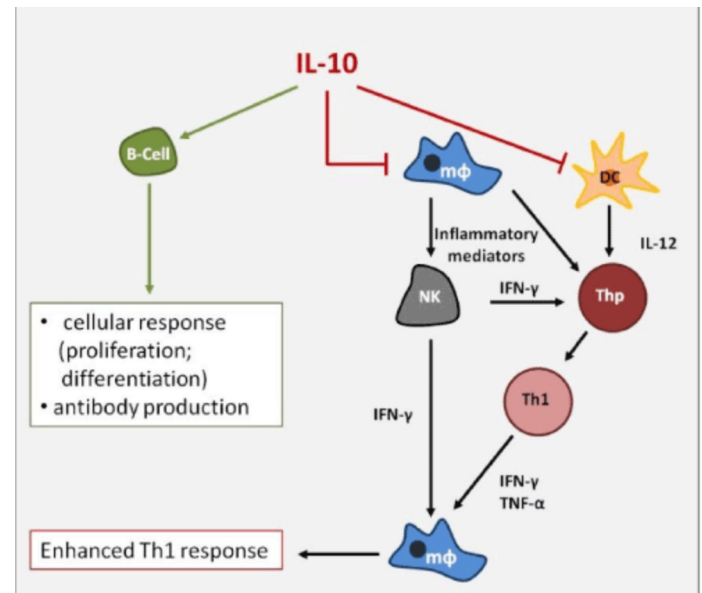 IL-10
B-Cell
mϕ
DC
Inflammatory
mediators
IL-12
NK
IFN-γ
Thp
• cellular response
(proliferation;
differentiation)
• antibody production
Th1
IFN-γ
IFN-γ
TNF-α
Enhanced Th1 response
mϕ